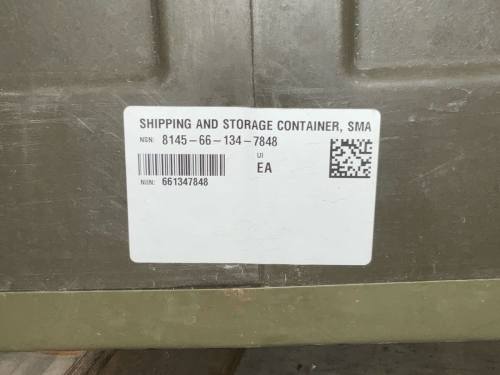 SHIPPING AND STORAGE CONTAINER, SMA
NSN: 8145-66-134-7848
UI
EA
NIIN: 661347848